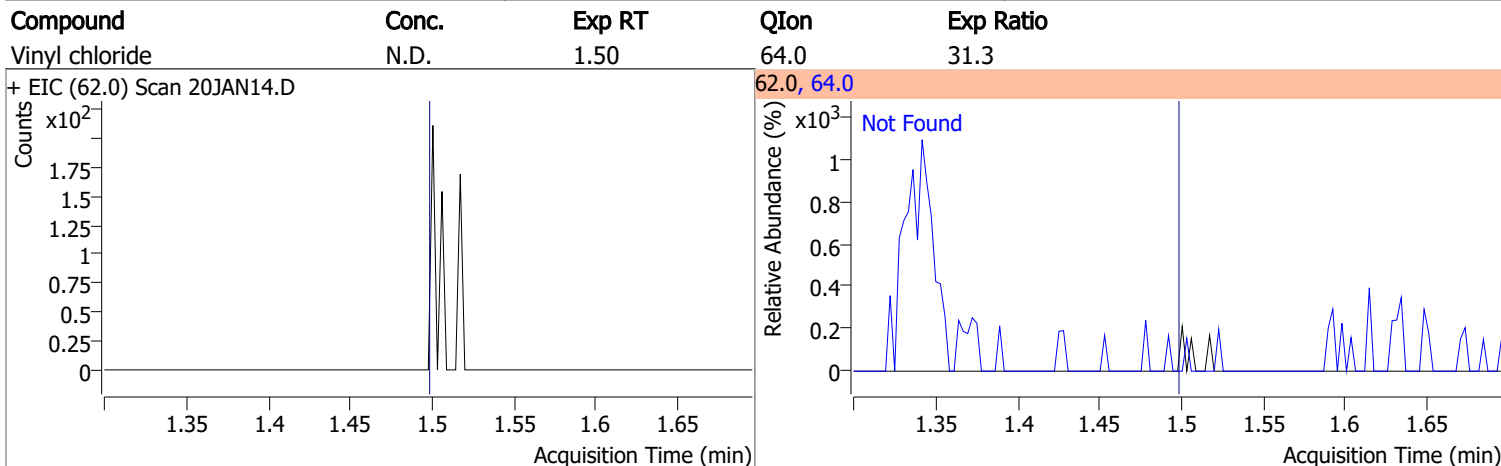 Compound Conc. Exp RT QIon Exp Ratio
Vinyl chloride N.D. 1.50 64.0 31.3
+ EIC (62.0) Scan 20JAN14.D
Counts
x10²
1.75
1.5
1.25
1
0.75
0.5
0.25
0
1.35 1.4 1.45 1.5 1.55 1.6 1.65
Acquisition Time (min)
62.0, 64.0
Relative Abundance (%)
x10³
Not Found
1
0.8
0.6
0.4
0.2
0
1.35 1.4 1.45 1.5 1.55 1.6 1.65
Acquisition Time (min)